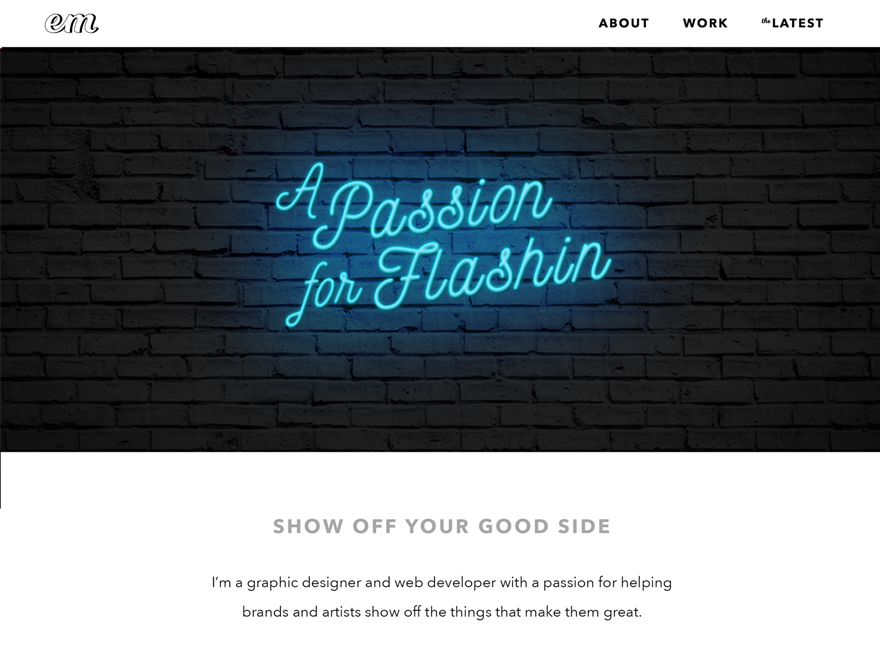 em
ABOUT WORK the LATEST
A Passion
for Flashin
SHOW OFF YOUR GOOD SIDE
I’m a graphic designer and web developer with a passion for helping
brands and artists show off the things that make them great.